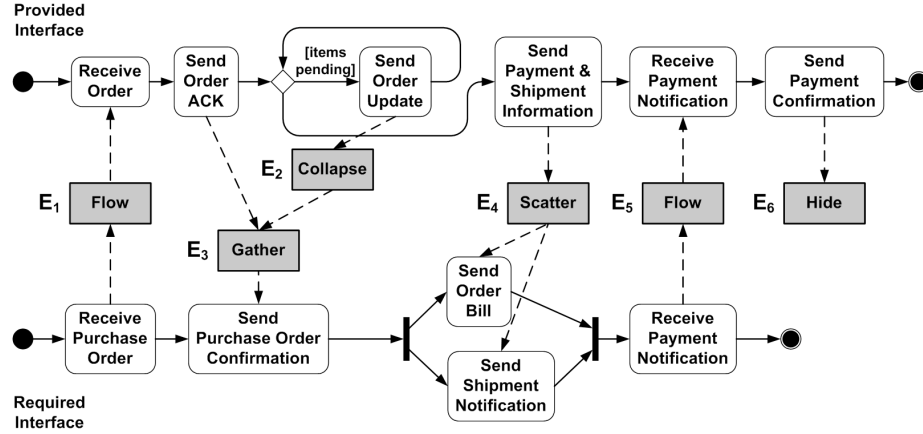 Provided
Interface
Receive
Order
Send
Order
ACK
[items
pending]
Send
Order
Update
Send
Payment &
Shipment
Information
Receive
Payment
Notification
Send
Payment
Confirmation
E1
Flow
E2
Collapse
E3
Gather
E4
Scatter
E5
Flow
E6
Hide
Receive
Purchase
Order
Send
Purchase Order
Confirmation
Send
Order
Bill
Send
Shipment
Notification
Receive
Payment
Notification
Required
Interface